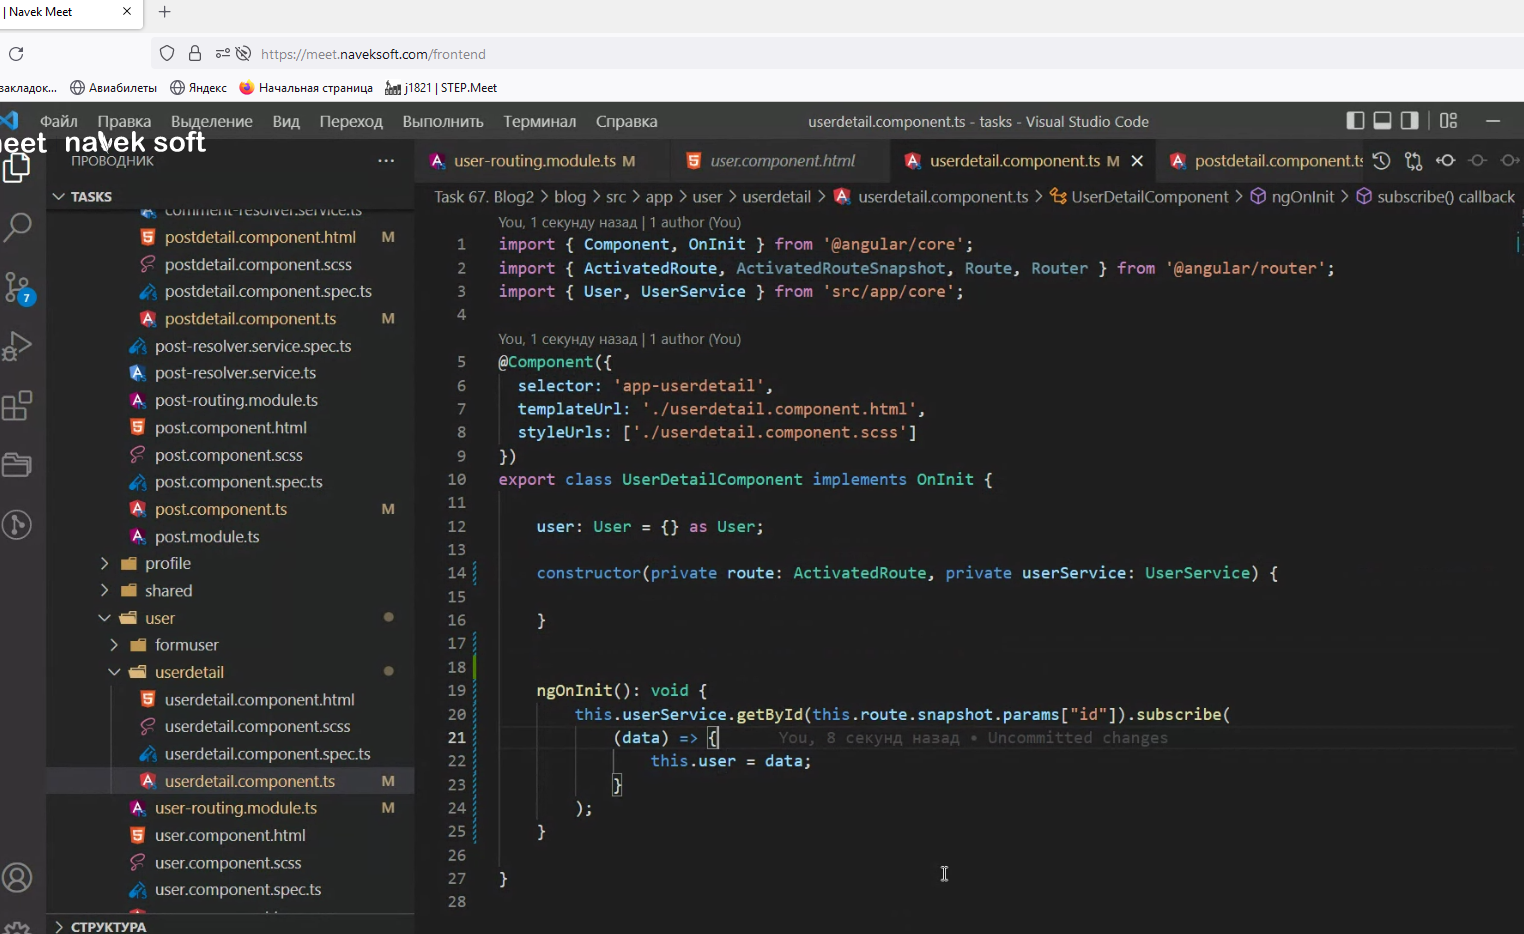 | Navek Meet
https://meet.naveksoft.com/frontend
закладок...
Авиабилеты
Яндекс
Начальная страница
j1821 | STEP.Meet
Файл Правка Выделение Вид Переход Выполнить Терминал Справка
userdetail.component.ts - tasks - Visual Studio Code
meet navek soft
ПРОВОДНИК
TASKS
comment-resolver.service.ts
postdetail.component.html M
postdetail.component.scss
postdetail.component.spec.ts
postdetail.component.ts M
post-resolver.service.spec.ts
post-resolver.service.ts
post-routing.module.ts
post.component.html
post.component.scss
post.component.spec.ts
post.component.ts M
post.module.ts
profile
shared
user
formuser
userdetail
userdetail.component.html
userdetail.component.scss
userdetail.component.spec.ts
userdetail.component.ts M
user-routing.module.ts M
user.component.html
user.component.scss
user.component.spec.ts
СТРУКТУРА
7
user-routing.module.ts M
user.component.html
userdetail.component.ts M
postdetail.component.ts
Task 67. Blog2 > blog > src > app > user > userdetail > userdetail.component.ts > UserDetailComponent > ngOnInit > subscribe() callback
You, 1 секунду назад | 1 author (You)
1 import { Component, OnInit } from '@angular/core';
2 import { ActivatedRoute, ActivatedRouteSnapshot, Route, Router } from '@angular/router';
3 import { User, UserService } from 'src/app/core';
4
You, 1 секунду назад | 1 author (You)
5 @Component({
6 selector: 'app-userdetail',
7 templateUrl: './userdetail.component.html',
8 styleUrls: ['./userdetail.component.scss']
9 })
10 export class UserDetailComponent implements OnInit {
11
12 user: User = {} as User;
13
14 constructor(private route: ActivatedRoute, private userService: UserService) {
15
16 }
17
18
19 ngOnInit(): void {
20 this.userService.getById(this.route.snapshot.params["id"]).subscribe(
21 (data) => { You, 8 секунд назад • Uncommitted changes
22 this.user = data;
23 }
24 );
25 }
26
27 }
28